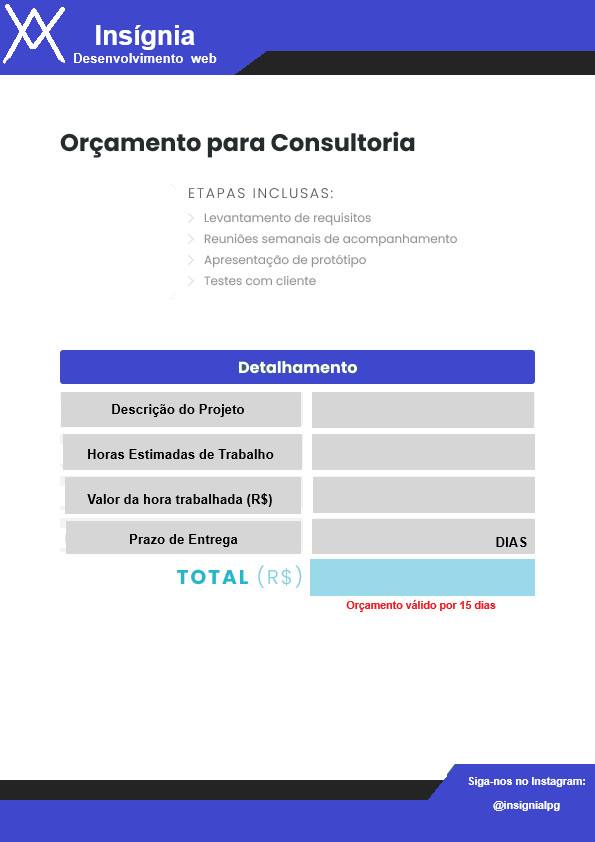 Insígnia
Desenvolvimento web
Orçamento para Consultoria
ETAPAS INCLUSAS:
Levantamento de requisitos
Reuniões semanais de acompanhamento
Apresentação de protótipo
Testes com cliente
Detalhamento
Descrição do Projeto
Horas Estimadas de Trabalho
Valor da hora trabalhada (R$)
Prazo de Entrega DIAS
TOTAL (R$)
Orçamento válido por 15 dias
Siga-nos no Instagram:
@insignialpg